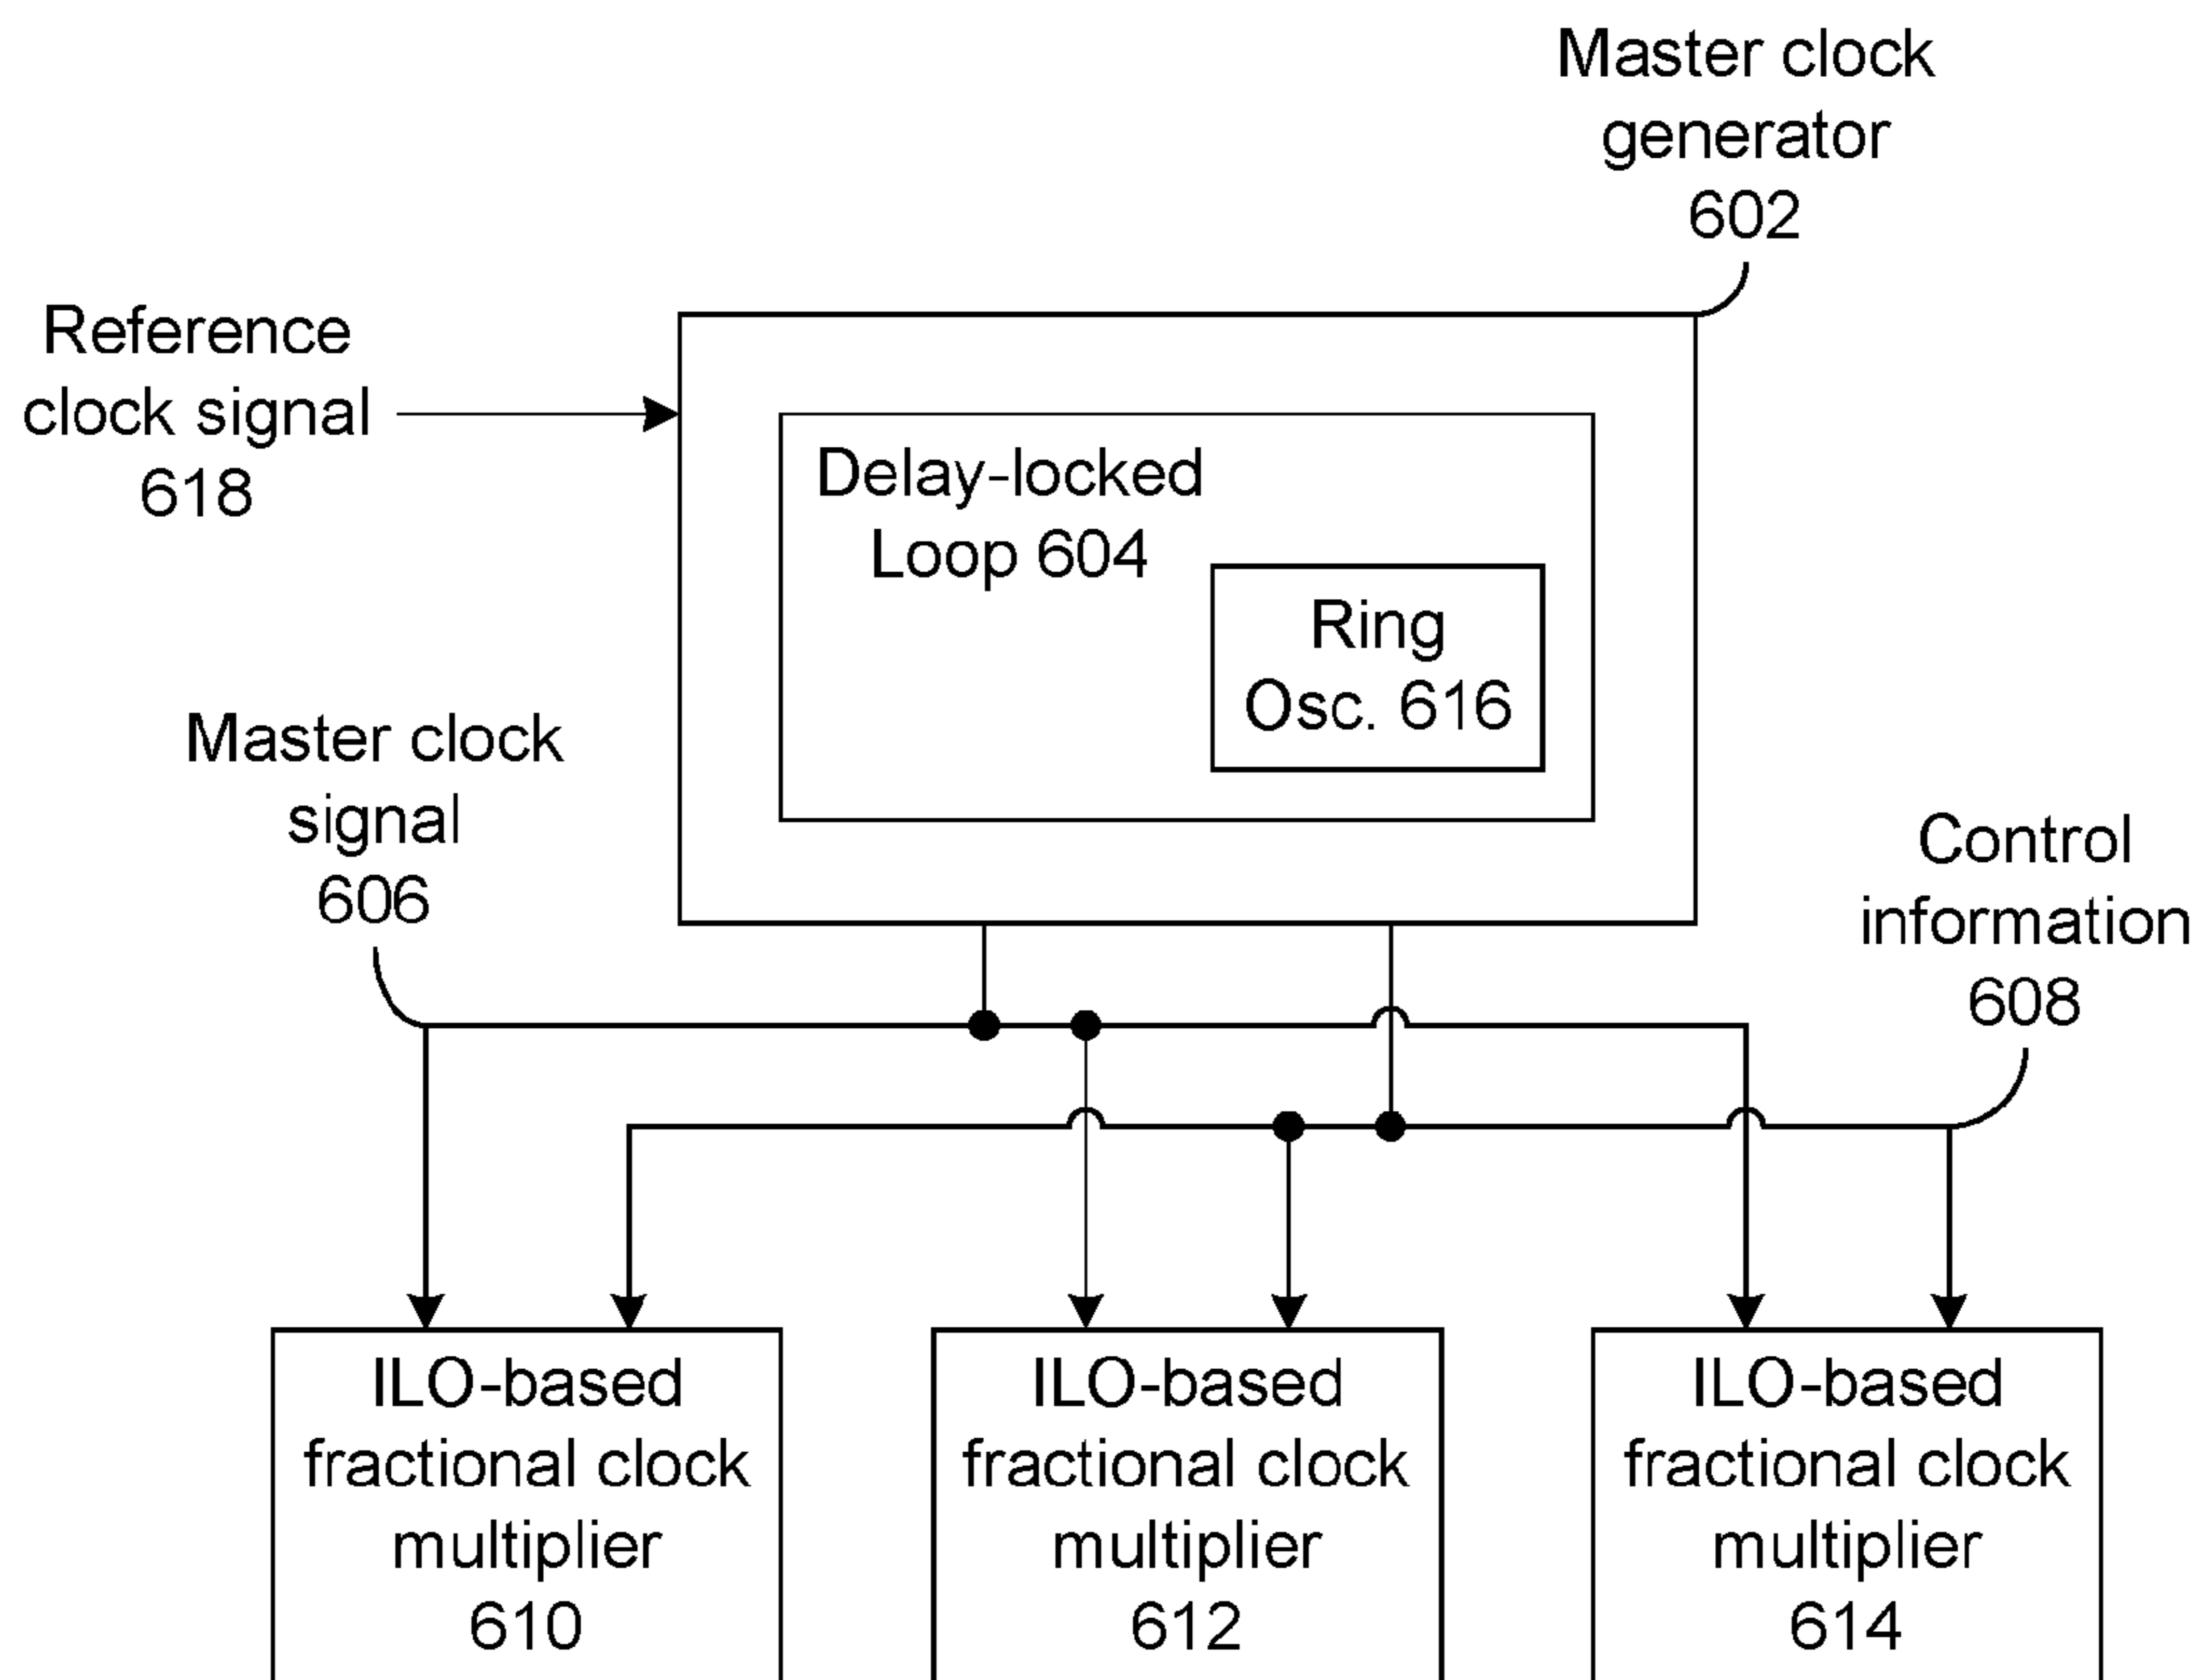 Master clock
generator
602
Reference
clock signal
618
Delay-locked
Loop 604
Ring
Osc. 616
Master clock
signal
606
Control
information
608
ILO-based
fractional clock
multiplier
610
ILO-based
fractional clock
multiplier
612
ILO-based
fractional clock
multiplier
614